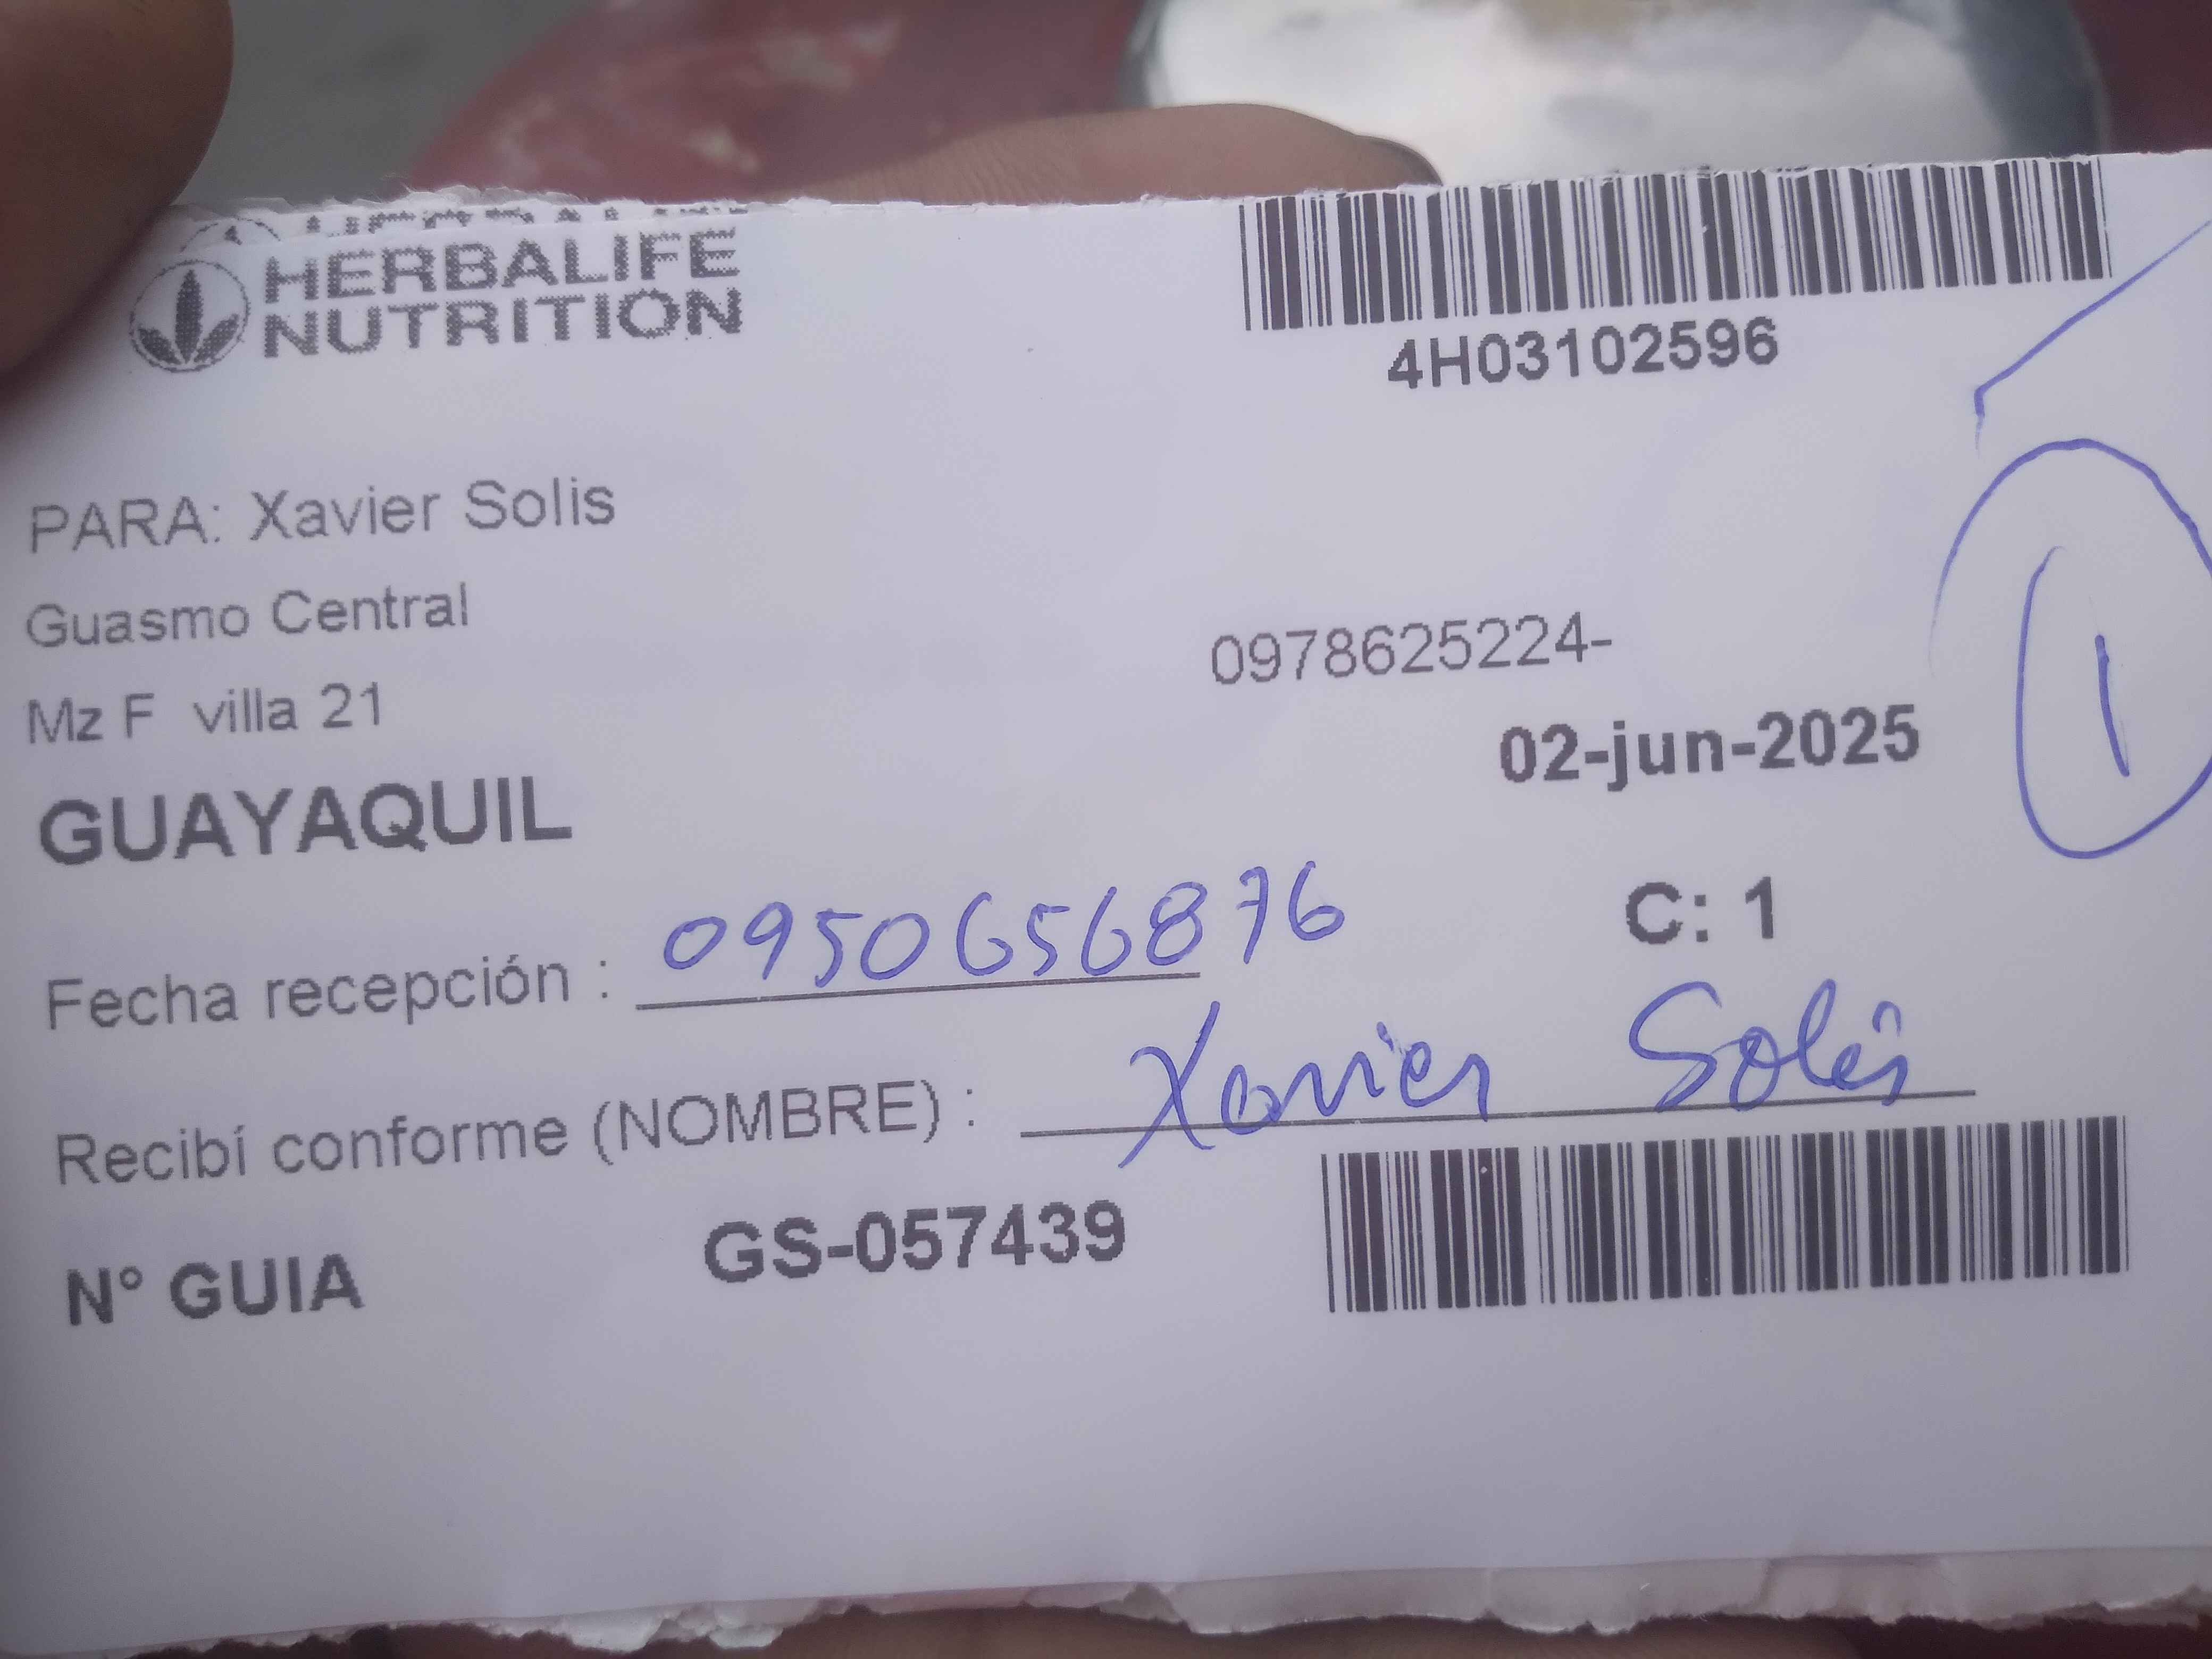 HERBALIFE
NUTRITION
4H03102596
PARA: Xavier Solis
Guasmo Central
0978625224-
Mz F villa 21
02-jun-2025
1
GUAYAQUIL
C: 1
Fecha recepción : 0950656876
Recibí conforme (NOMBRE) : Xavier Solis
N° GUIA GS-057439